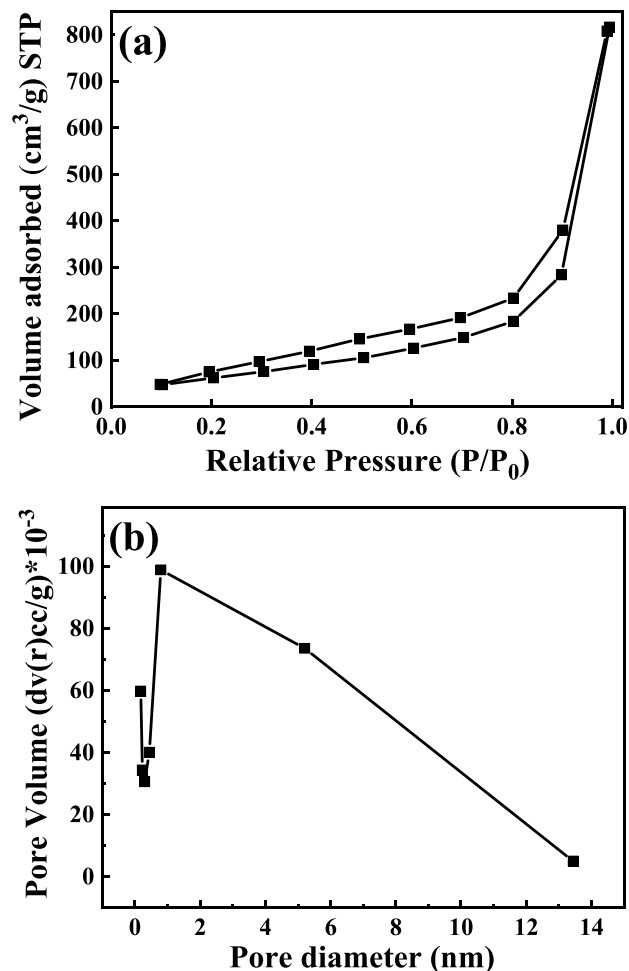 (a)
Volume adsorbed (cm³/g) STP
800
700
600
500
400
300
200
100
0
0.0 0.2 0.4 0.6 0.8 1.0
Relative Pressure (P/P₀)
(b)
Pore Volume (dv(r)cc/g)*10⁻³
100
80
60
40
20
0
0 2 4 6 8 10 12 14
Pore diameter (nm)